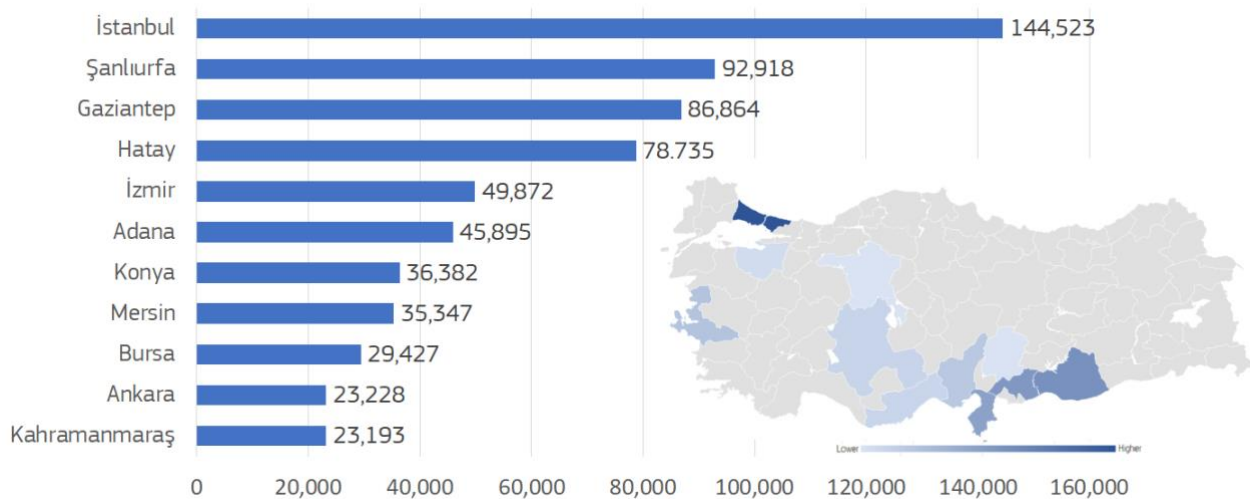 İstanbul 144,523
Şanlıurfa 92,918
Gaziantep 86,864
Hatay 78.735
İzmir 49,872
Adana 45,895
Konya 36,382
Mersin 35,347
Bursa 29,427
Ankara 23,228
Kahramanmaraş 23,193
Lower Higher
0 20,000 40,000 60,000 80,000 100,000 120,000 140,000 160,000